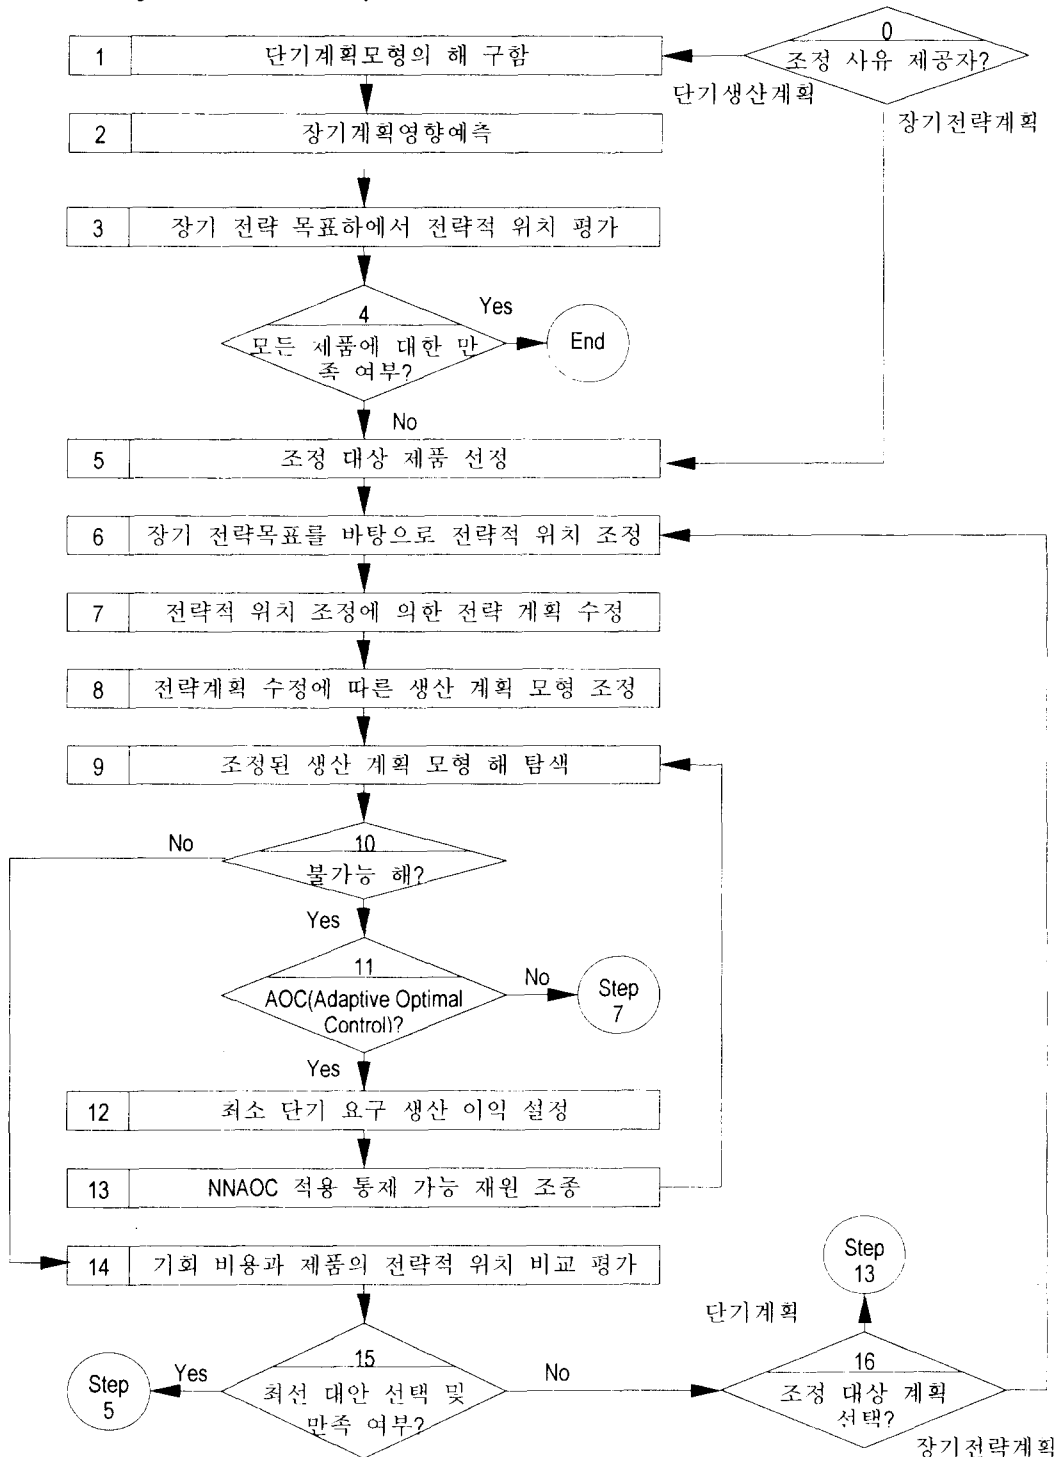 0
조정 사유 제공자?
1 단기계획모형의 해 구함
단기생산계획
장기전략계획
2 장기계획영향예측
3 장기 전략 목표하에서 전략적 위치 평가
4
모든 제품에 대한 만
족 여부?
Yes
End
No
5 조정 대상 제품 선정
6 장기 전략목표를 바탕으로 전략적 위치 조정
7 전략적 위치 조정에 의한 전략 계획 수정
8 전략계획 수정에 따른 생산 계획 모형 조정
9 조정된 생산 계획 모형 해 탐색
No
10
불가능 해?
Yes
11
AOC(Adaptive Optimal
Control)?
No
Step
7
Yes
12 최소 단기 요구 생산 이익 설정
13 NNAOC 적용 통제 가능 재원 조종
14 기회 비용과 제품의 전략적 위치 비교 평가
Step
13
단기계획
15
최선 대안 선택 및
만족 여부?
Yes
Step
5
No
16
조정 대상 계획
선택?
장기전략계획